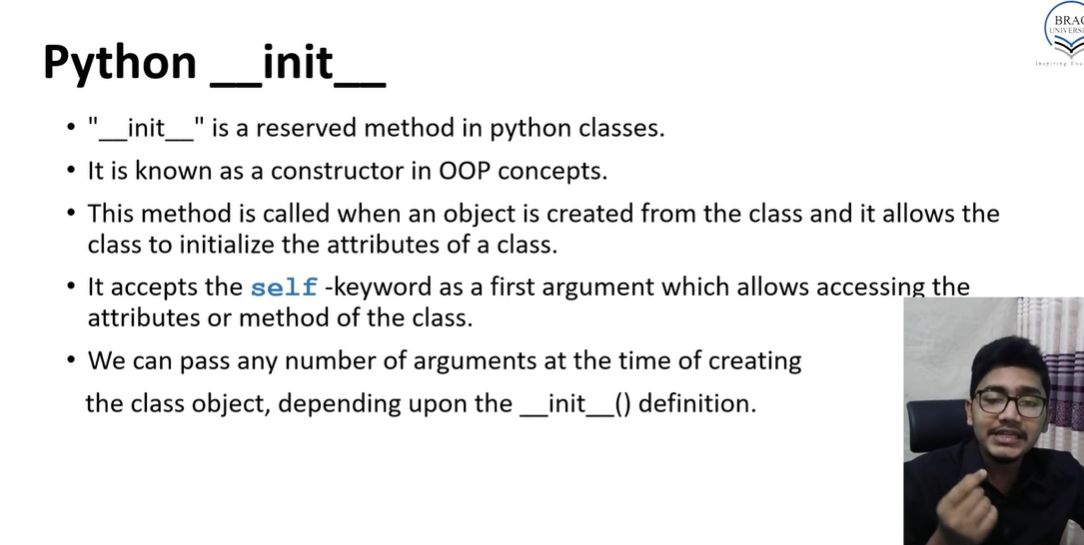 Python __init__
• "__init__" is a reserved method in python classes.
• It is known as a constructor in OOP concepts.
• This method is called when an object is created from the class and it allows the
class to initialize the attributes of a class.
• It accepts the self -keyword as a first argument which allows accessing the
attributes or method of the class.
• We can pass any number of arguments at the time of creating
the class object, depending upon the __init__() definition.
BRAC
Inspiring